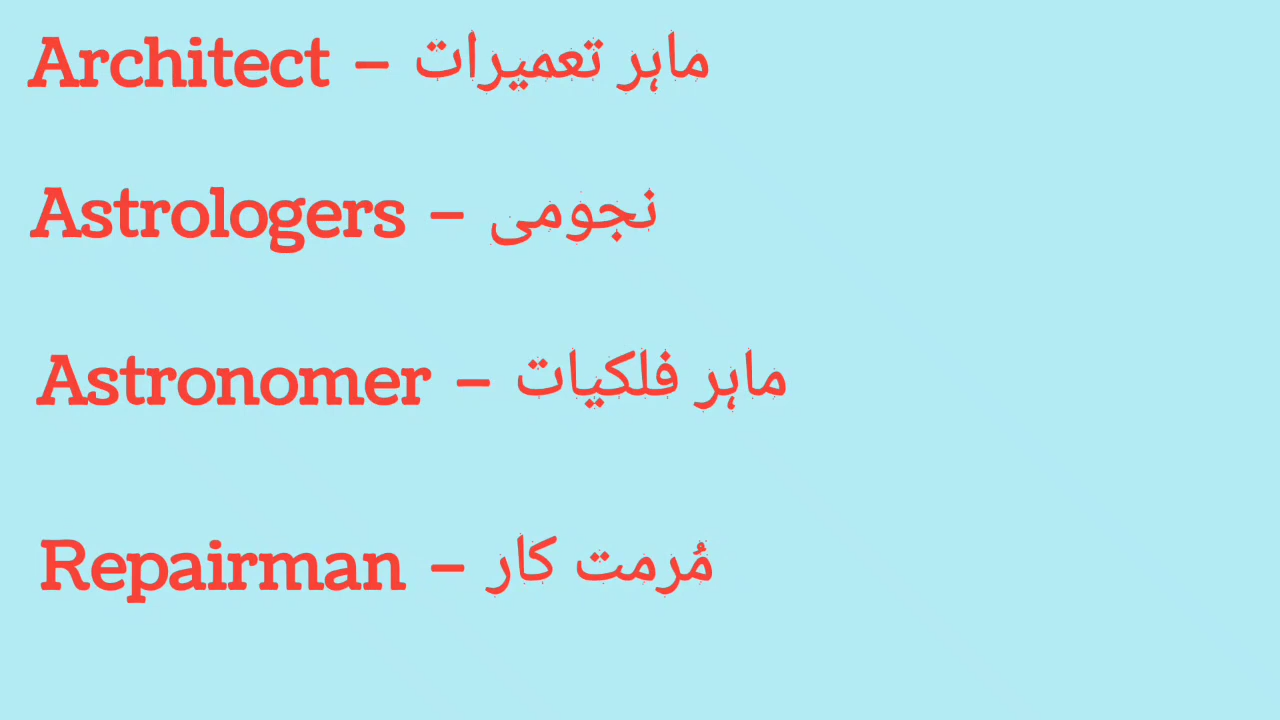 Architect – ماہر تعمیرات
Astrologers – نجومی
Astronomer – ماہر فلکیات
Repairman – مُرمت کار